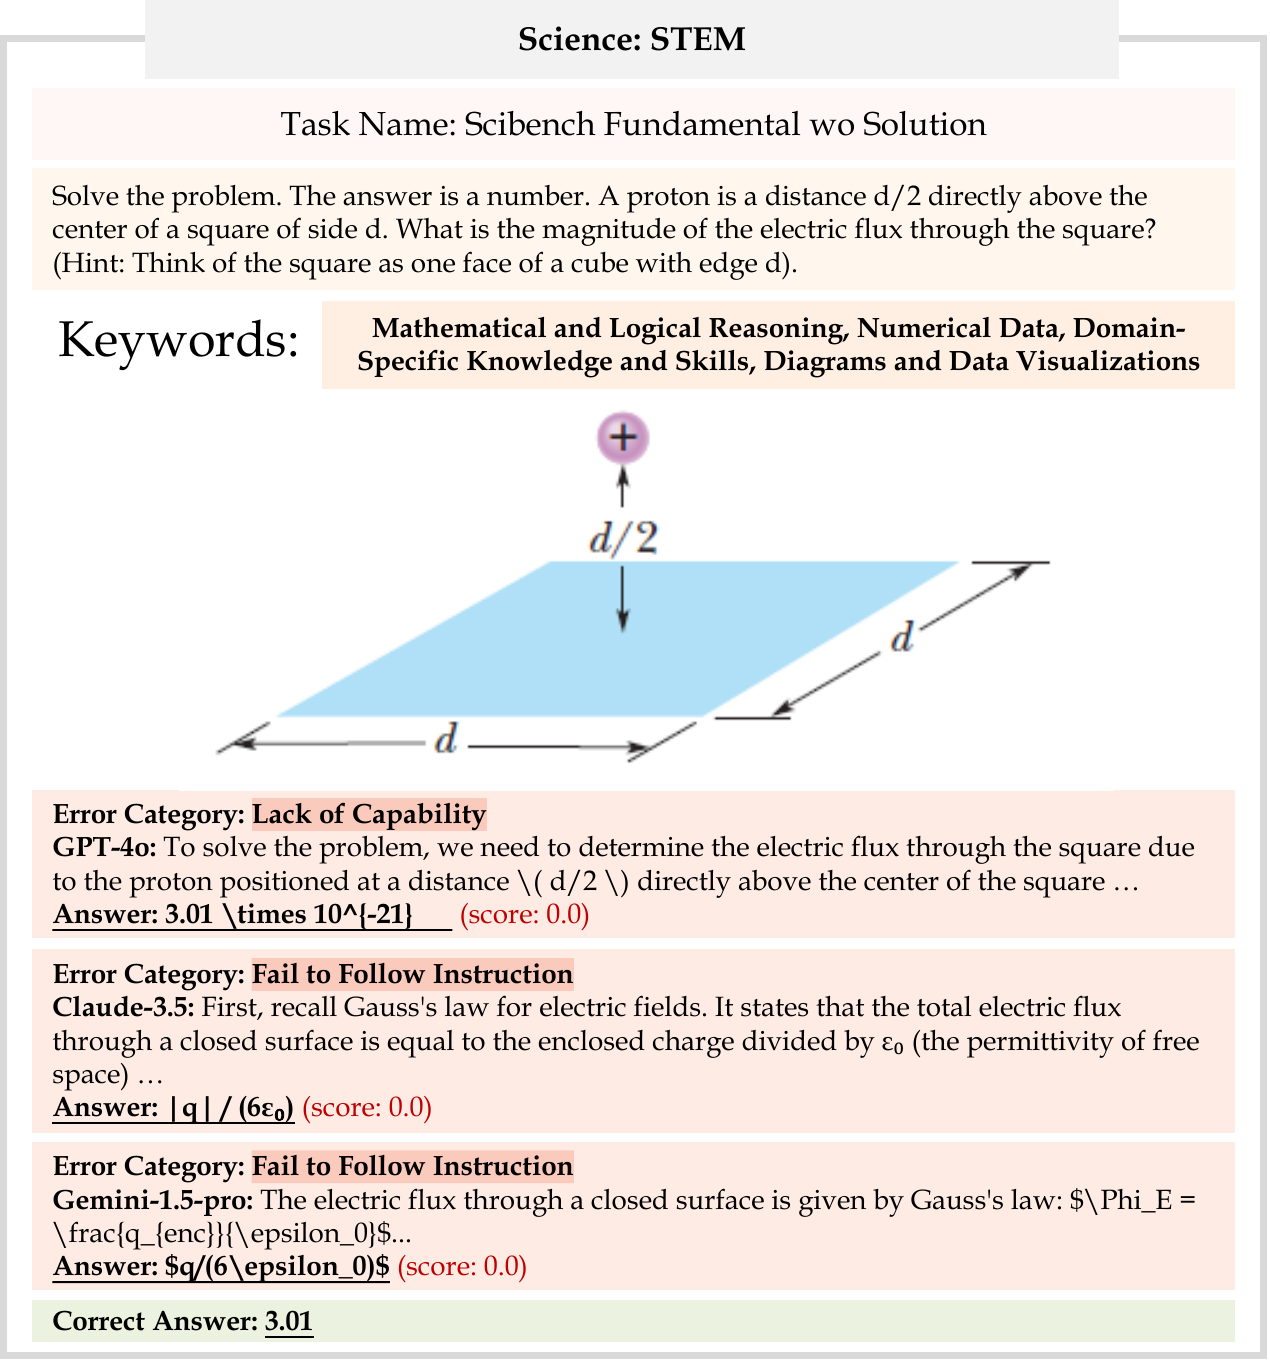 Science: STEM
Task Name: Scibench Fundamental wo Solution
Solve the problem. The answer is a number. A proton is a distance d/2 directly above the
center of a square of side d. What is the magnitude of the electric flux through the square?
(Hint: Think of the square as one face of a cube with edge d).
Keywords:
Mathematical and Logical Reasoning, Numerical Data, Domain-
Specific Knowledge and Skills, Diagrams and Data Visualizations
+
d/2
d
d
Error Category: Lack of Capability
GPT-4o: To solve the problem, we need to determine the electric flux through the square due
to the proton positioned at a distance \( d/2 \) directly above the center of the square …
Answer: 3.01 \times 10^{-21} (score: 0.0)
Error Category: Fail to Follow Instruction
Claude-3.5: First, recall Gauss's law for electric fields. It states that the total electric flux
through a closed surface is equal to the enclosed charge divided by ε₀ (the permittivity of free
space) …
Answer: |q| / (6ε₀) (score: 0.0)
Error Category: Fail to Follow Instruction
Gemini-1.5-pro: The electric flux through a closed surface is given by Gauss's law: $\Phi_E =
\frac{q_{enc}}{\epsilon_0}$...
Answer: $q/(6\epsilon_0)$ (score: 0.0)
Correct Answer: 3.01